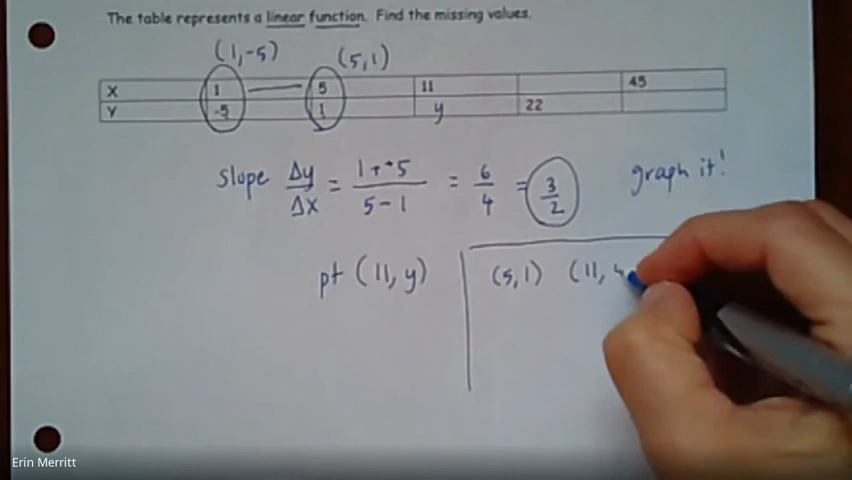 The table represents a linear function. Find the missing values.
(1,-5) (5,1)
X 1 5 11 45
Y -5 1 y 22
slope Δy/Δx = 1++5/5-1 = 6/4 = 3/2 graph it!
pt (11, y) (5,1) (11, y
Erin Merritt